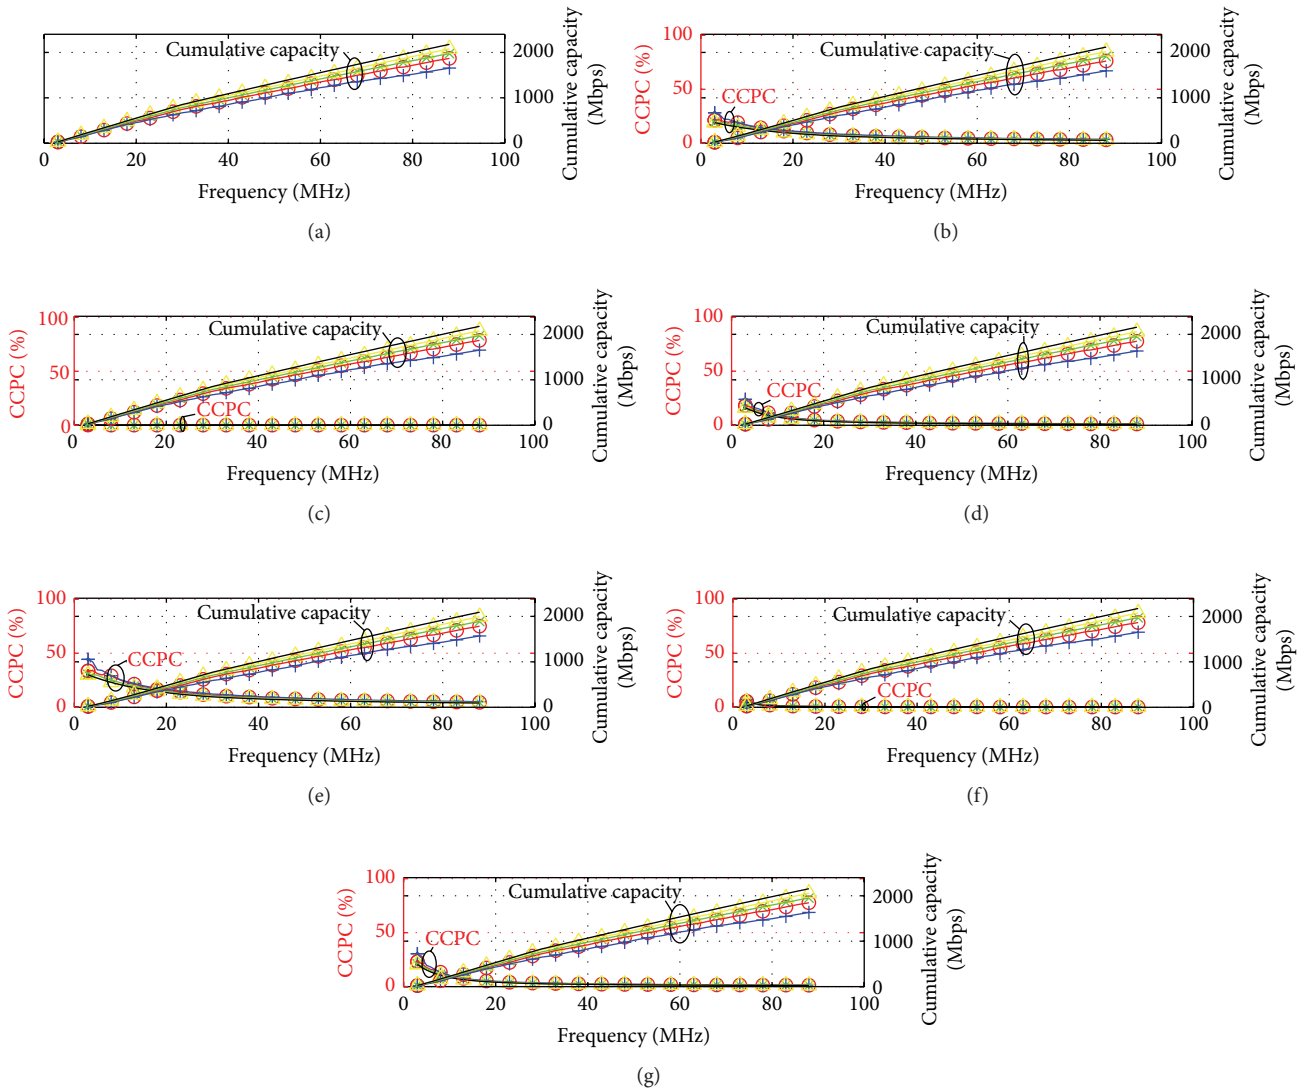 Cumulative capacity
2000
1000
0
0 20 40 60 80 100
Frequency (MHz)
Cumulative capacity
(Mbps)
(a)
CCPC (%)
100
50
0
Cumulative capacity
CCPC
2000
1000
0
0 20 40 60 80 100
Frequency (MHz)
Cumulative capacity
(Mbps)
(b)
CCPC (%)
100
50
0
Cumulative capacity
CCPC
2000
1000
0
0 20 40 60 80 100
Frequency (MHz)
Cumulative capacity
(Mbps)
(c)
CCPC (%)
100
50
0
Cumulative capacity
CCPC
2000
1000
0
0 20 40 60 80 100
Frequency (MHz)
Cumulative capacity
(Mbps)
(d)
CCPC (%)
100
50
0
Cumulative capacity
CCPC
2000
1000
0
0 20 40 60 80 100
Frequency (MHz)
Cumulative capacity
(Mbps)
(e)
CCPC (%)
100
50
0
Cumulative capacity
CCPC
2000
1000
0
0 20 40 60 80 100
Frequency (MHz)
Cumulative capacity
(Mbps)
(f)
CCPC (%)
100
50
0
Cumulative capacity
CCPC
2000
1000
0
0 20 40 60 80 100
Frequency (MHz)
Cumulative capacity
(Mbps)
(g)